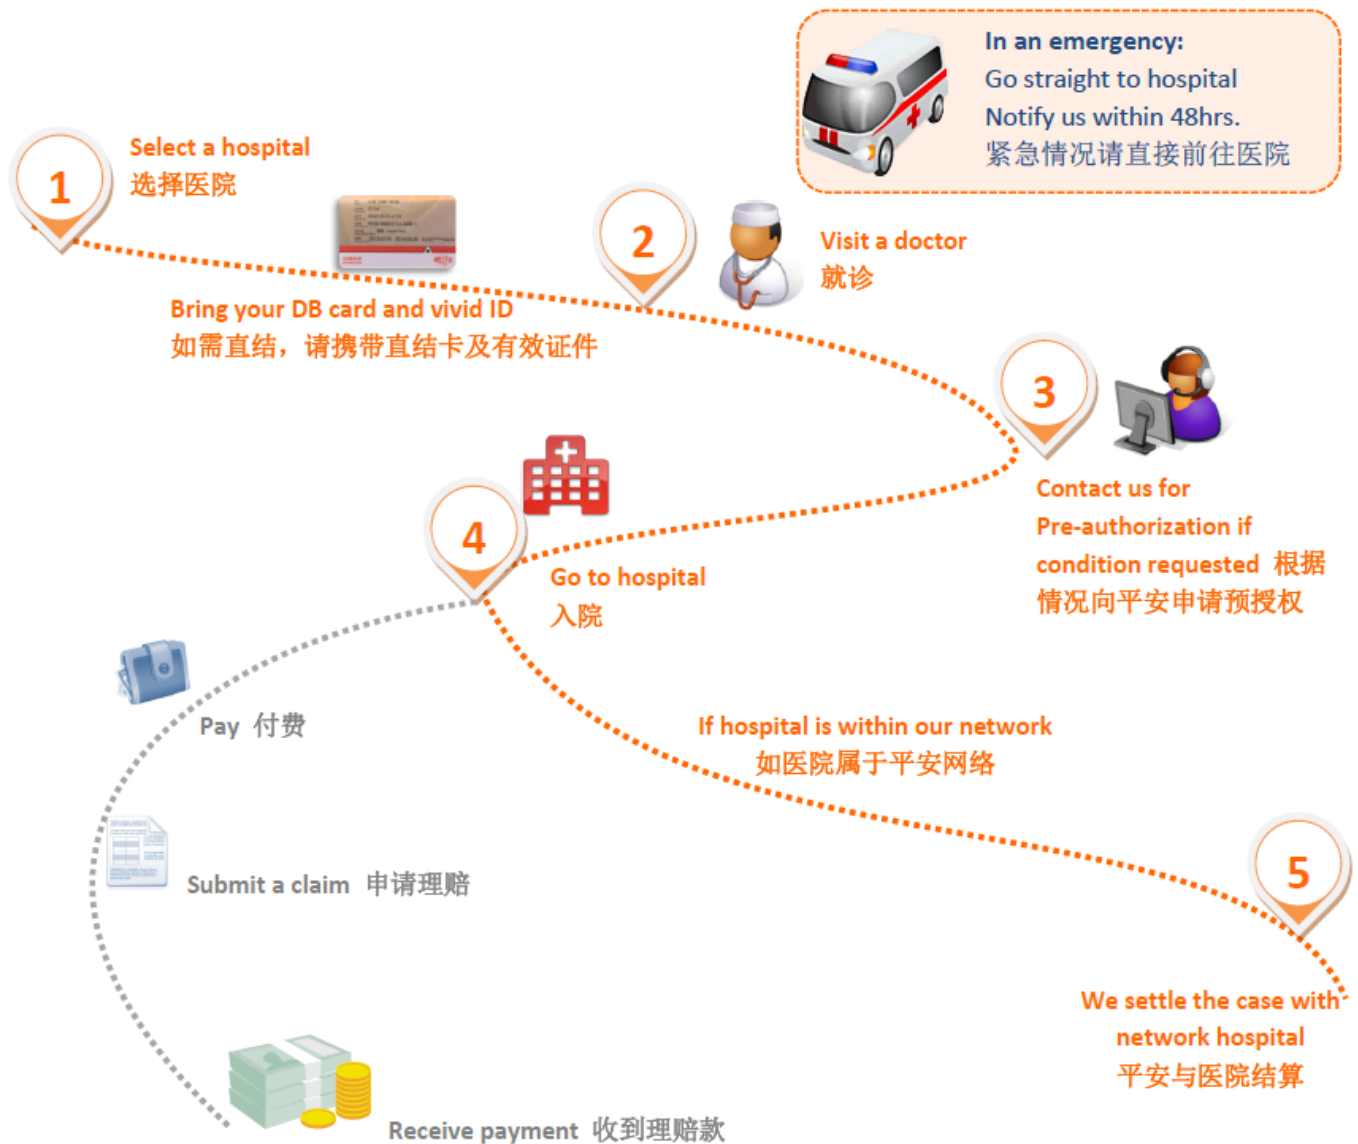 In an emergency:
Go straight to hospital
Notify us within 48hrs.
紧急情况请直接前往医院
1
Select a hospital
选择医院
Bring your DB card and vivid ID
如需直结，请携带直结卡及有效证件
2
Visit a doctor
就诊
3
Contact us for
Pre-authorization if
condition requested 根据
情况向平安申请预授权
4
Go to hospital
入院
Pay 付费
Submit a claim 申请理赔
Receive payment 收到理赔款
If hospital is within our network
如医院属于平安网络
5
We settle the case with
network hospital
平安与医院结算